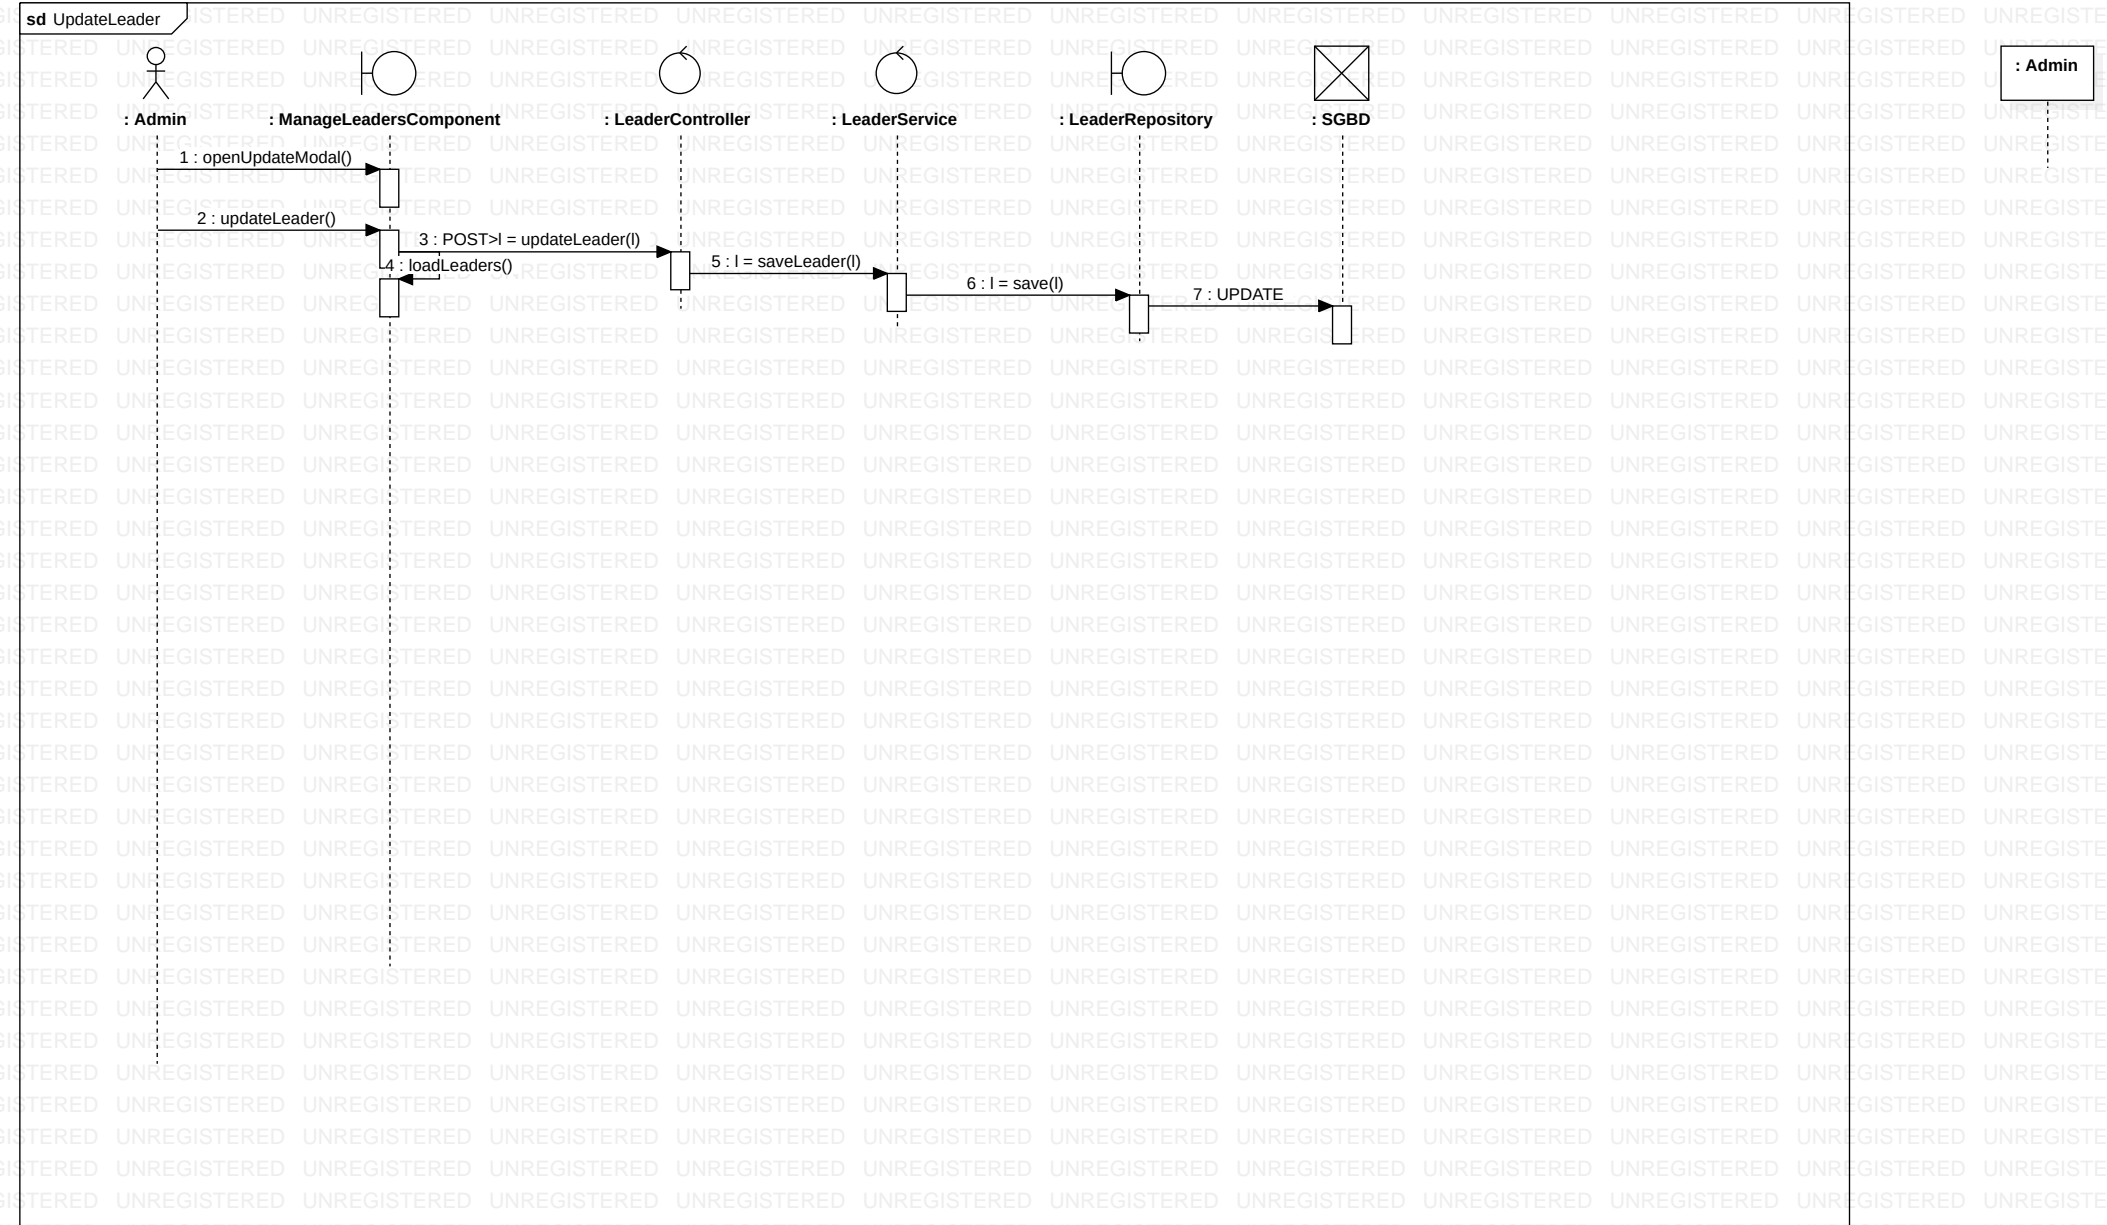 sd UpdateLeader
: Admin
: ManageLeadersComponent
: LeaderController
: LeaderService
: LeaderRepository
: SGBD
: Admin
1 : openUpdateModal()
2 : updateLeader()
3 : POST>l = updateLeader(l)
4 : loadLeaders()
5 : l = saveLeader(l)
6 : l = save(l)
7 : UPDATE
UNREGISTERED